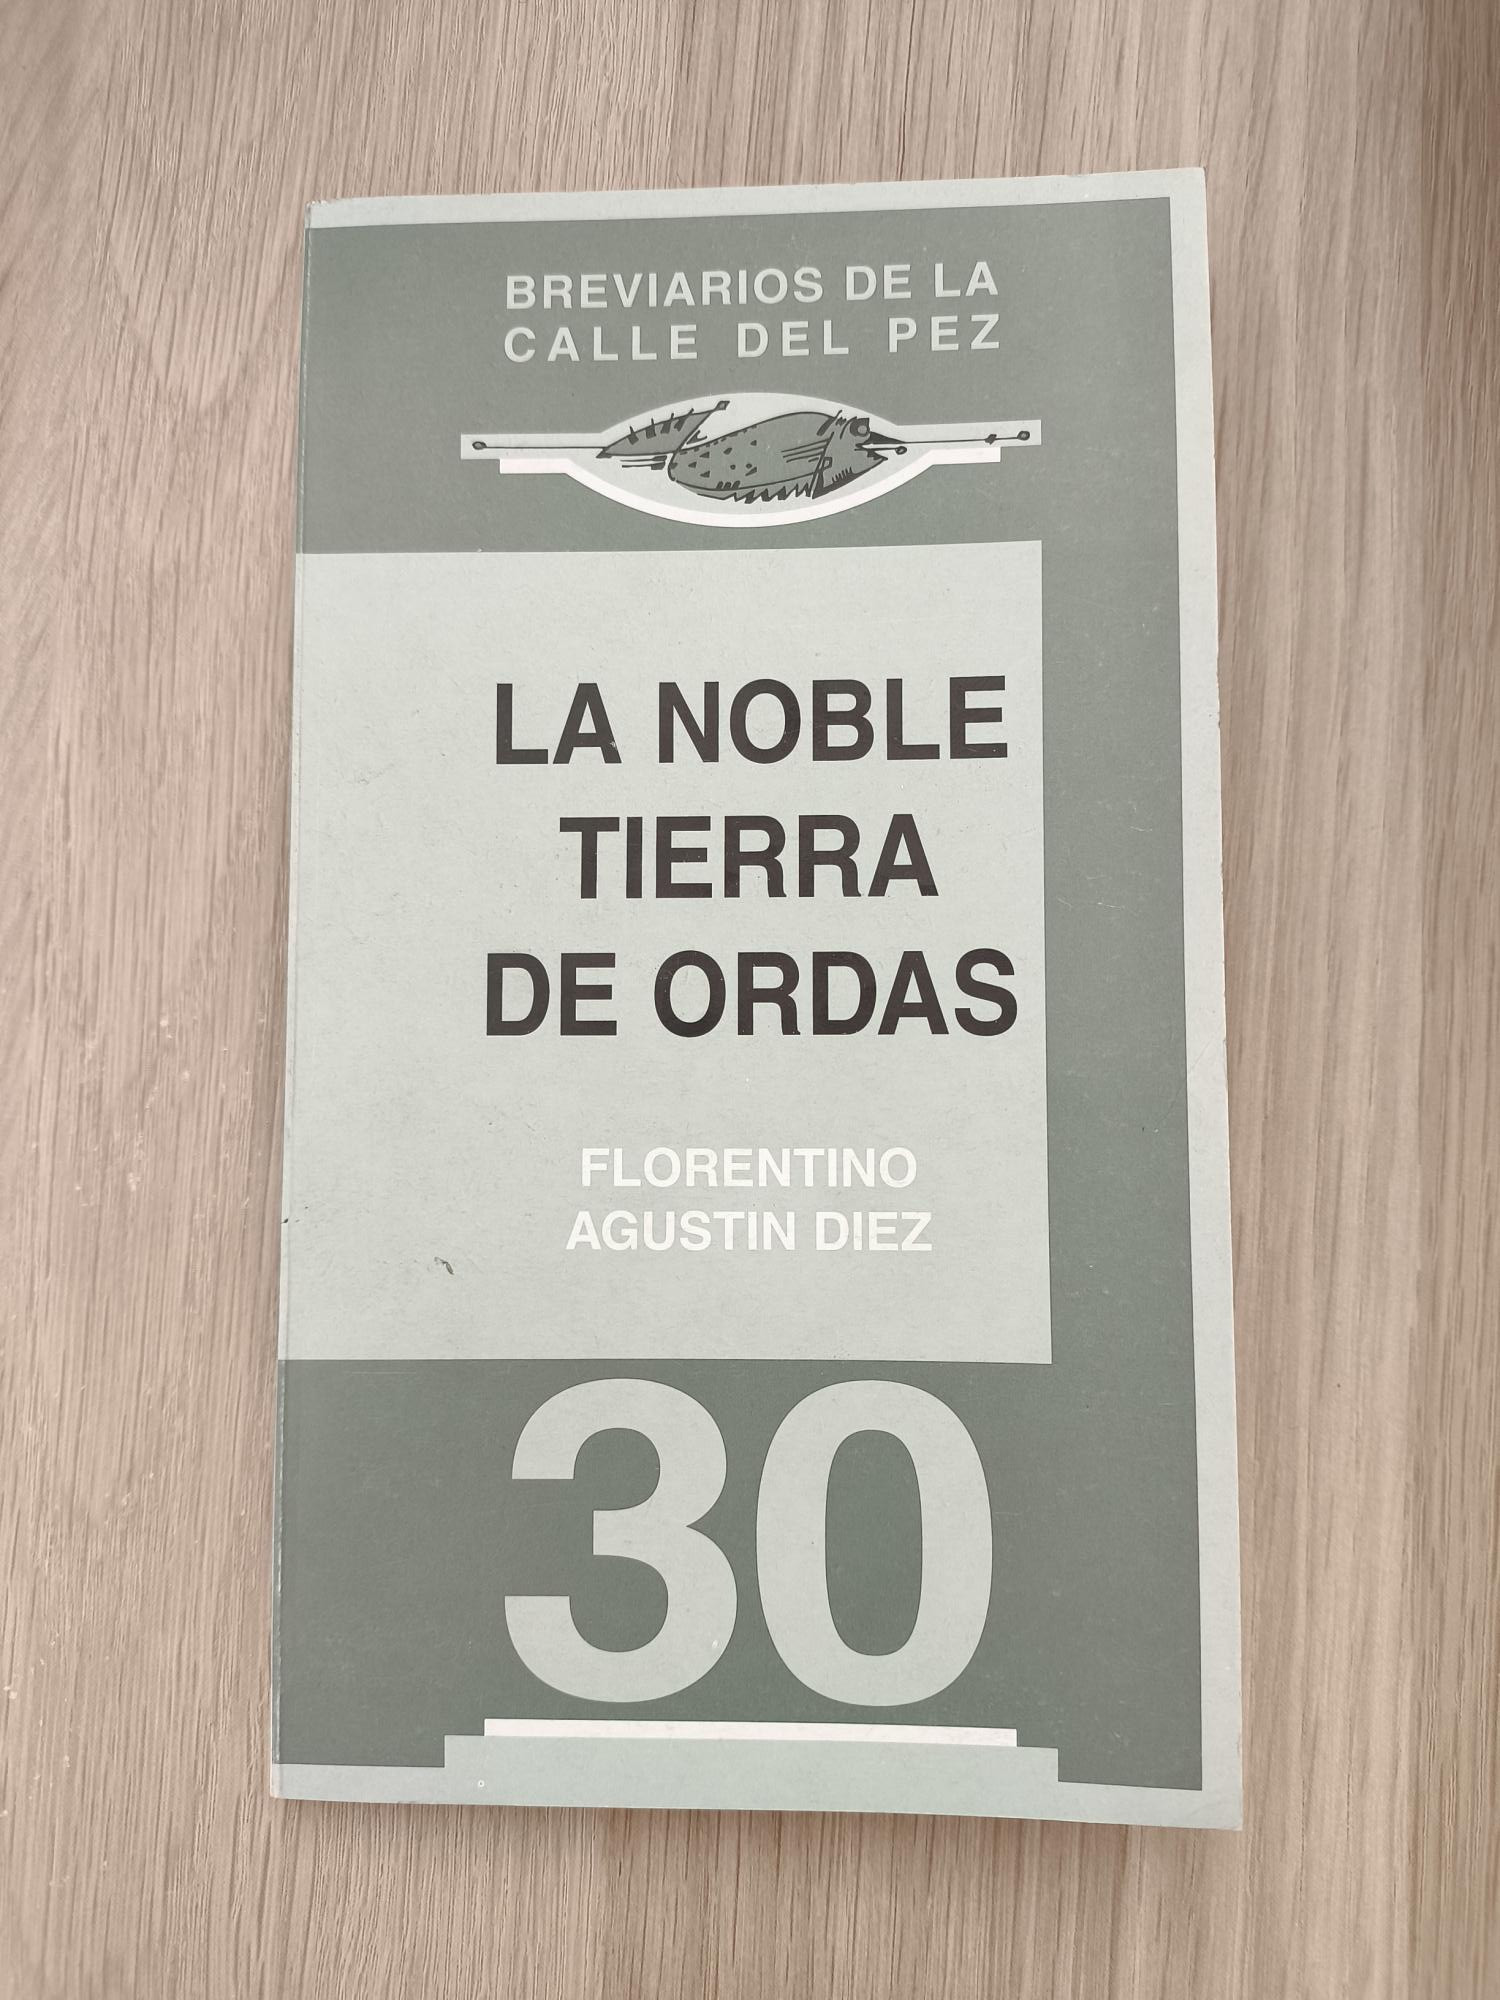 BREVIARIOS DE LA
CALLE DEL PEZ
LA NOBLE
TIERRA
DE ORDAS
FLORENTINO
AGUSTIN DIEZ
30